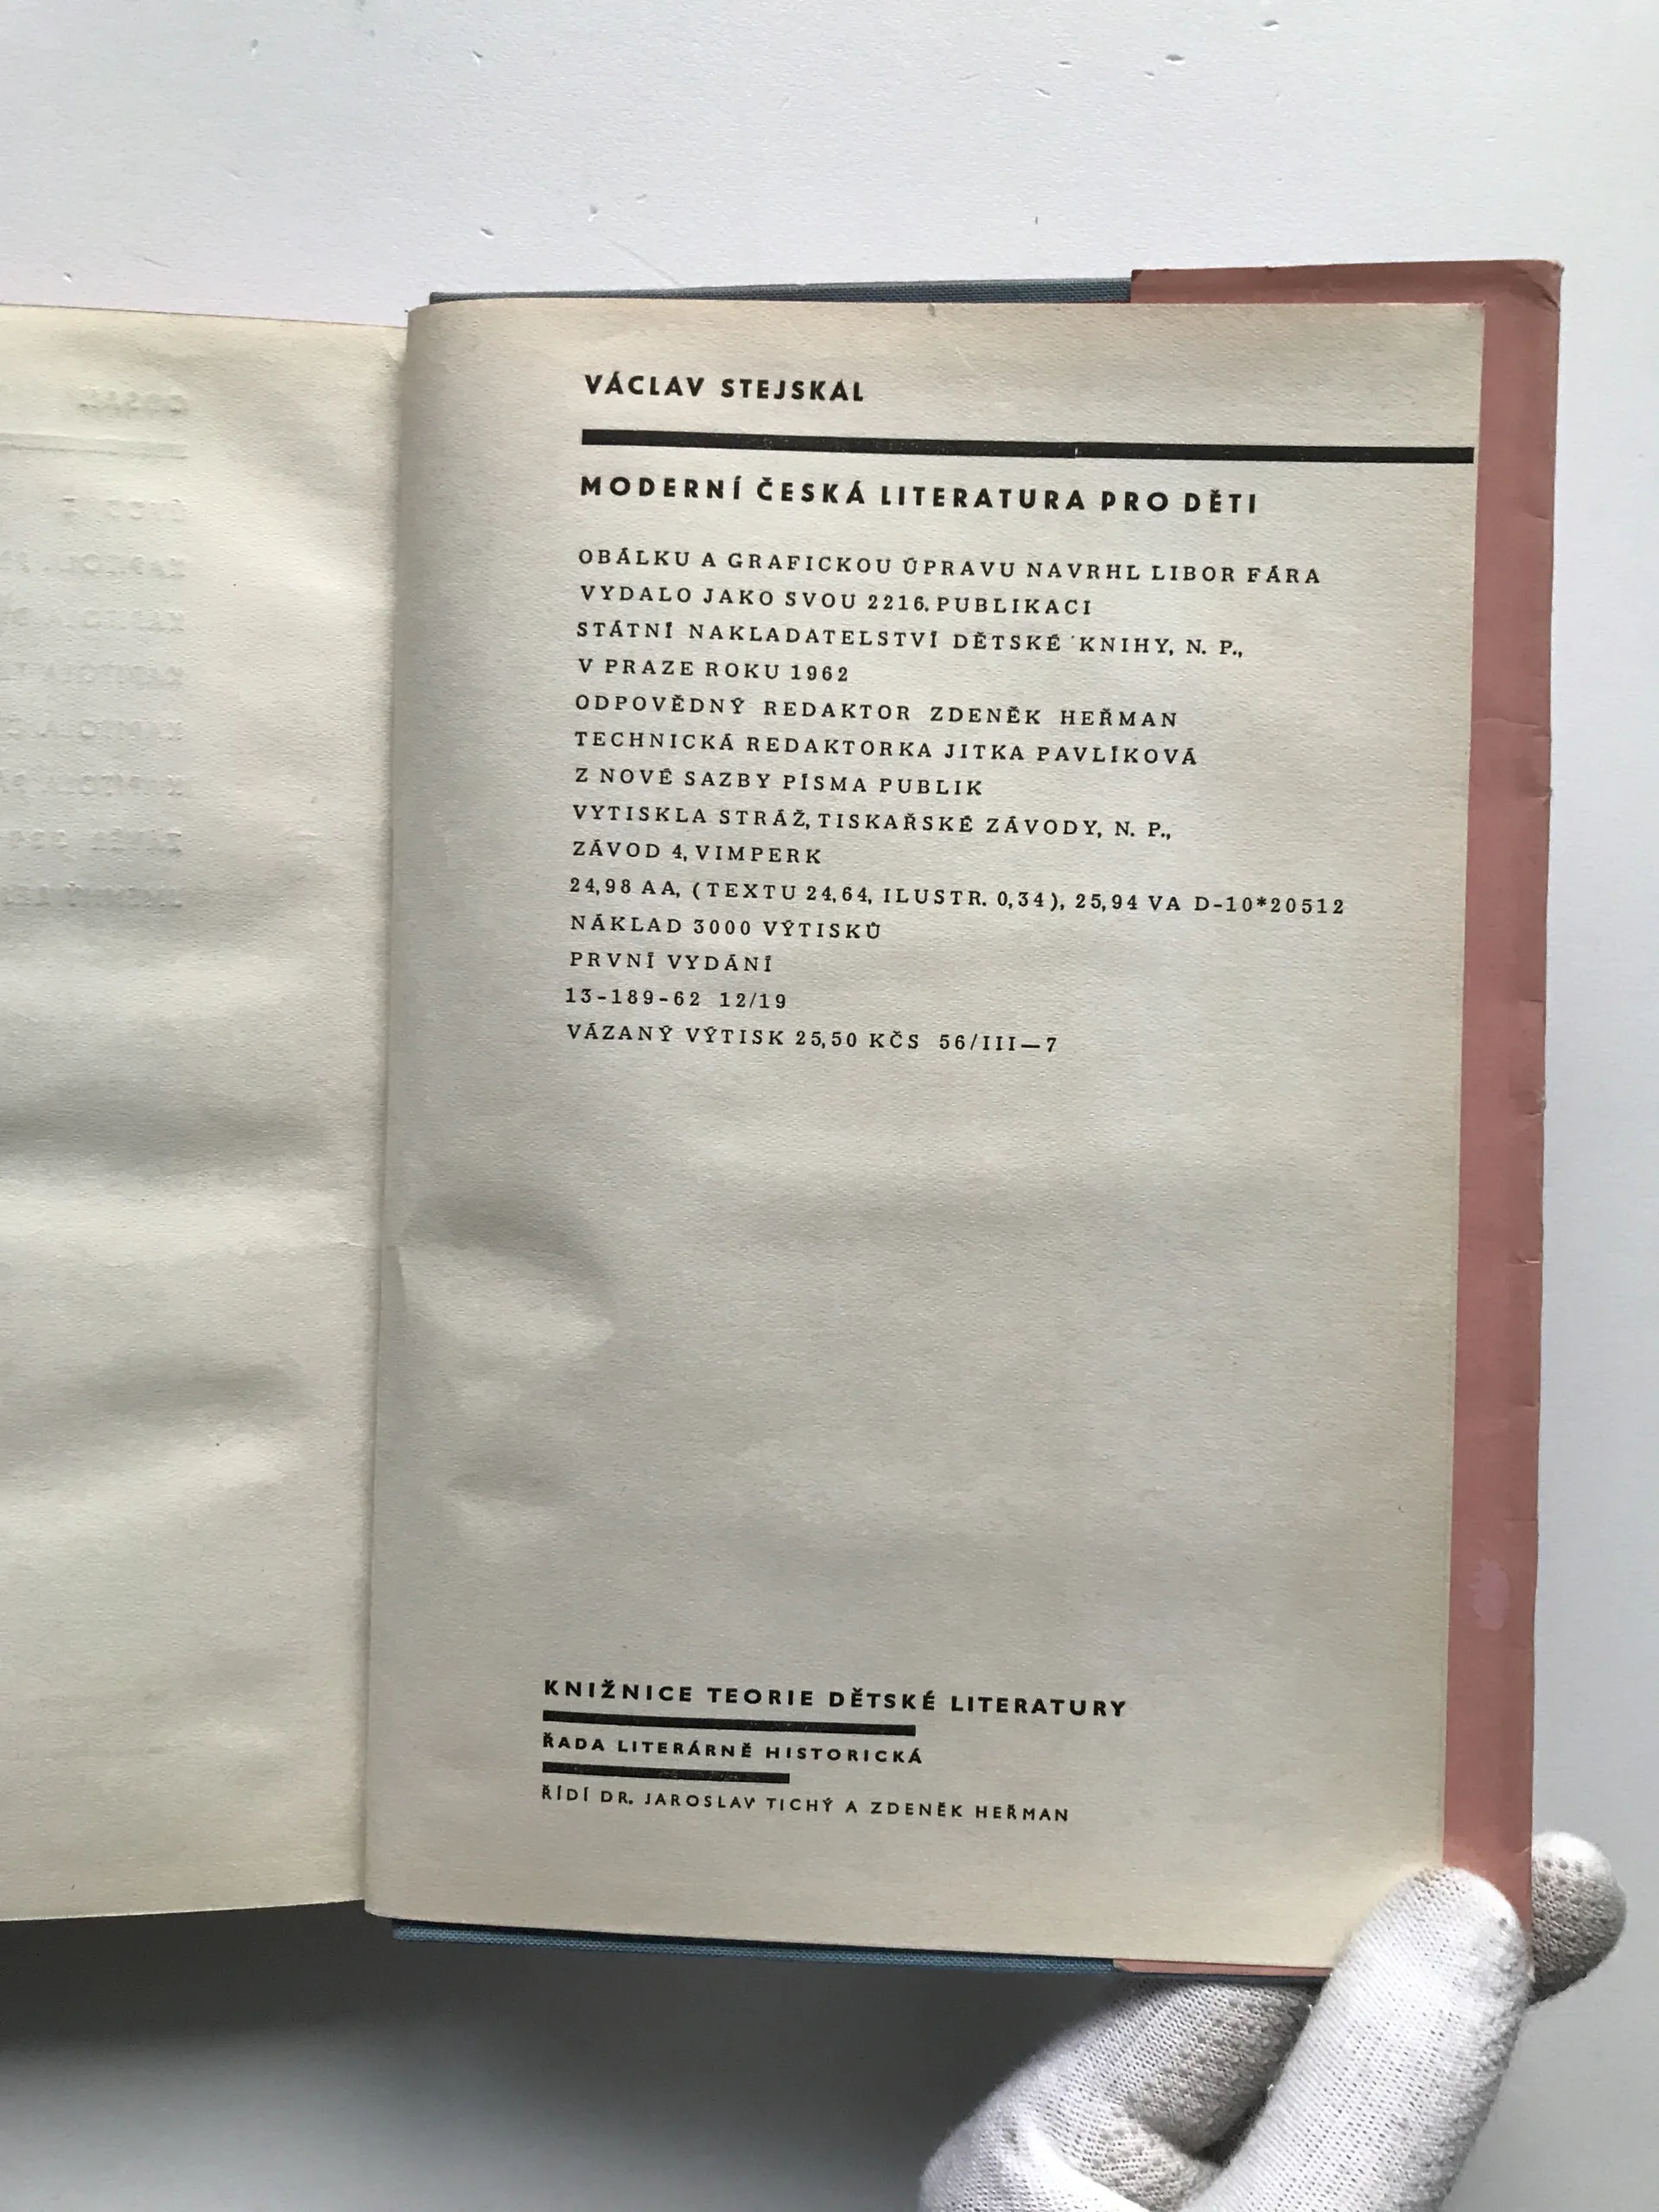 VÁCLAV STEJSKAL
MODERNÍ ČESKÁ LITERATURA PRO DĚTI
OBÁLKU A GRAFICKOU ÚPRAVU NAVRHL LIBOR FÁRA
VYDALO JAKO SVOU 2216. PUBLIKACI
STÁTNÍ NAKLADATELSTVÍ DĚTSKÉ KNIHY, N. P.,
V PRAZE ROKU 1962
ODPOVĚDNÝ REDAKTOR ZDENĚK HEŘMAN
TECHNICKÁ REDAKTORKA JITKA PAVLÍKOVÁ
Z NOVÉ SAZBY PÍSMA PUBLIK
VYTISKLA STRÁŽ, TISKAŘSKÉ ZÁVODY, N. P.,
ZÁVOD 4, VIMPERK
24,98 AA, (TEXTU 24,64, ILUSTR. 0,34), 25,94 VA D-10*20512
NÁKLAD 3000 VÝTISKŮ
PRVNÍ VYDÁNÍ
13-189-62 12/19
VÁZANÝ VÝTISK 25,50 KČS 56/III—7
KNIŽNICE TEORIE DĚTSKÉ LITERATURY
ŘADA LITERÁRNĚ HISTORICKÁ
ŘÍDÍ DR. JAROSLAV TICHÝ A ZDENĚK HEŘMAN